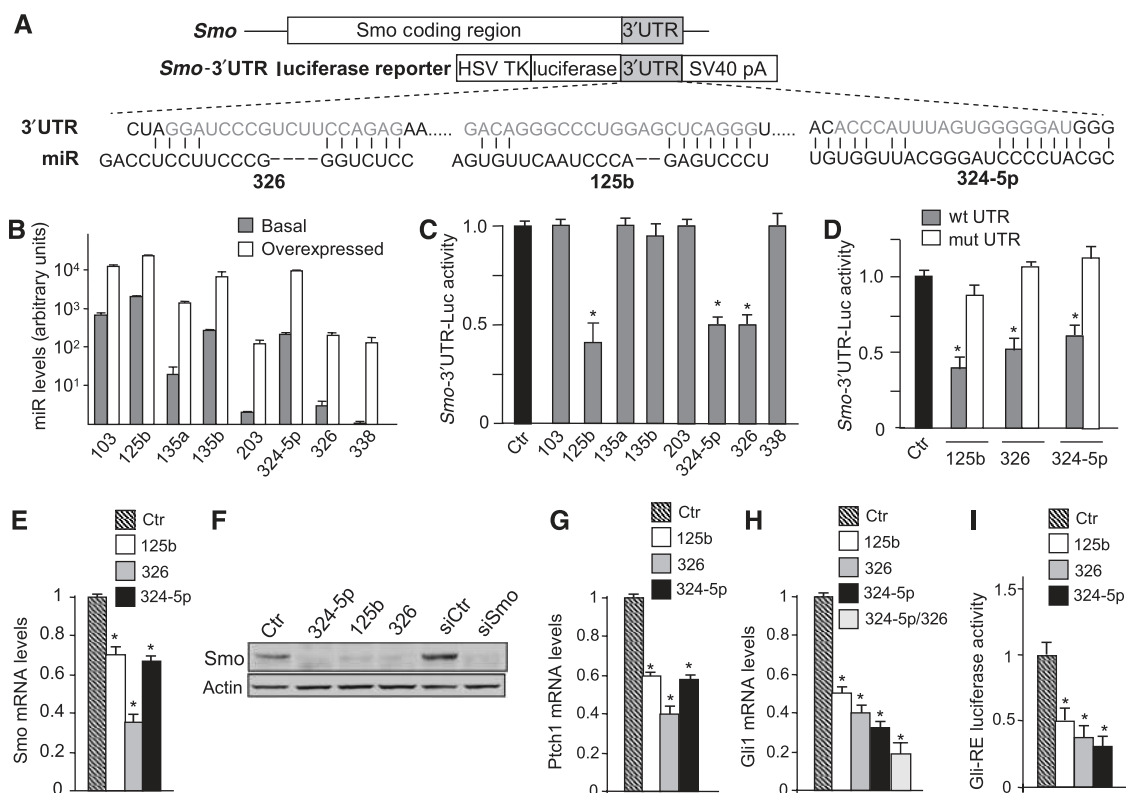 A
Smo
Smo coding region
3′UTR
Smo-3′UTR luciferase reporter
HSV TK
luciferase
3′UTR
SV40 pA
3′UTR
CUAGGAUCCCGUCUUCCAGAGAA.....
GACAGGGCCCUGGAGCUCAGGGU.....
ACACCCAUUUAGUGGGGGGAUGGG
miR
GACCUCCUUCCCG----GGUCUCC
AGUGUUCAAUCCCA--GAGUCCCU
UGUGGUUACGGGAUCCCCUACGC
326
125b
324-5p
B
Basal
Overexpressed
miR levels (arbitrary units)
10⁴
10³
10²
10¹
103
125b
135a
135b
203
324-5p
326
338
C
Smo-3′UTR-Luc activity
1.0
0.5
0
*
*
*
Ctr
103
125b
135a
135b
203
324-5p
326
338
D
wt UTR
mut UTR
Smo-3′UTR-Luc activity
1.0
0.5
0
*
*
*
Ctr
125b
326
324-5p
E
Ctr
125b
326
324-5p
Smo mRNA levels
1
0.8
0.6
0.4
0.2
0
*
*
*
F
Ctr
324-5p
125b
326
siCtr
siSmo
Smo
Actin
G
Ctr
125b
326
324-5p
Ptch1 mRNA levels
1
0.8
0.6
0.4
0.2
0
*
*
*
H
Ctr
125b
326
324-5p
324-5p/326
Gli1 mRNA levels
1
0.8
0.6
0.4
0.2
0
*
*
*
*
I
Ctr
125b
326
324-5p
Gli-RE luciferase activity
1.5
1
0.5
0
*
*
*